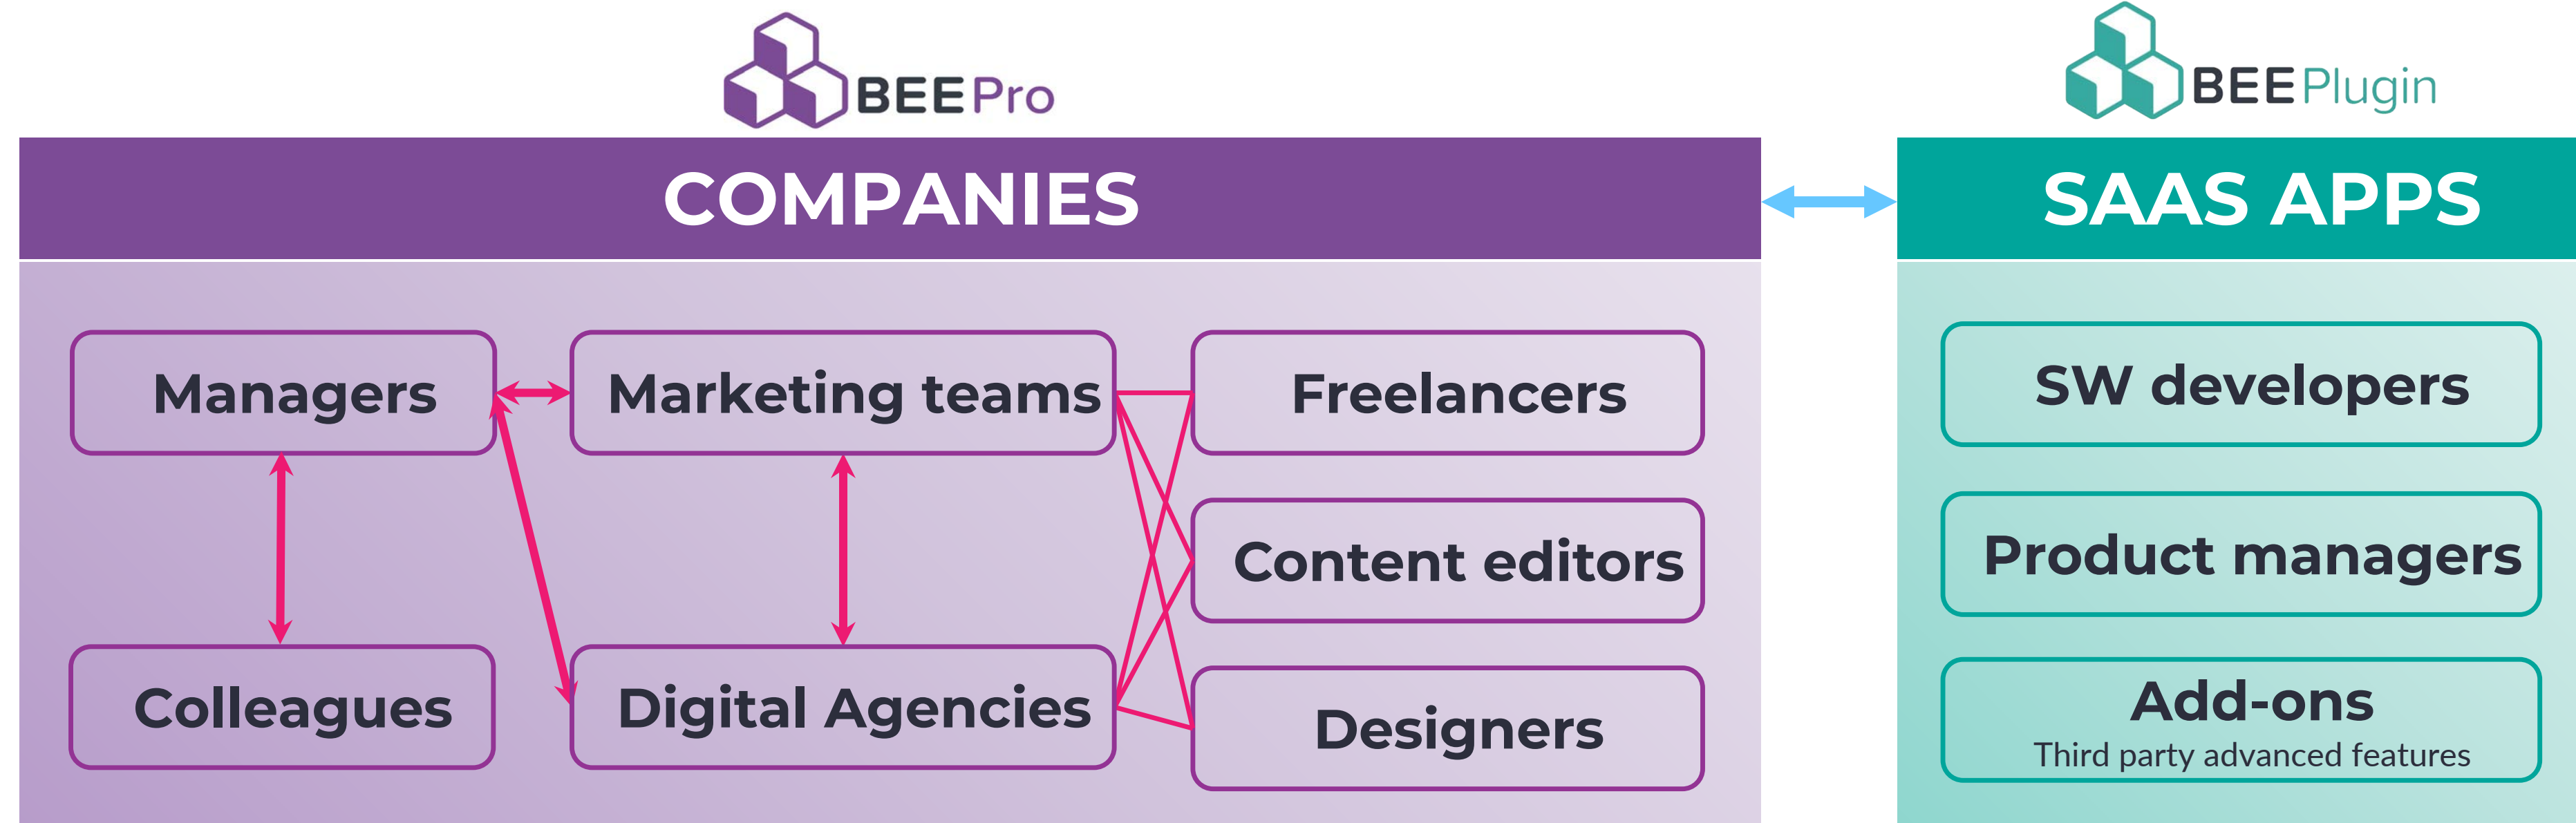 BEEPro
BEEPlugin
COMPANIES
SAAS APPS
Managers
Marketing teams
Freelancers
Content editors
Colleagues
Digital Agencies
Designers
SW developers
Product managers
Add-ons
Third party advanced features